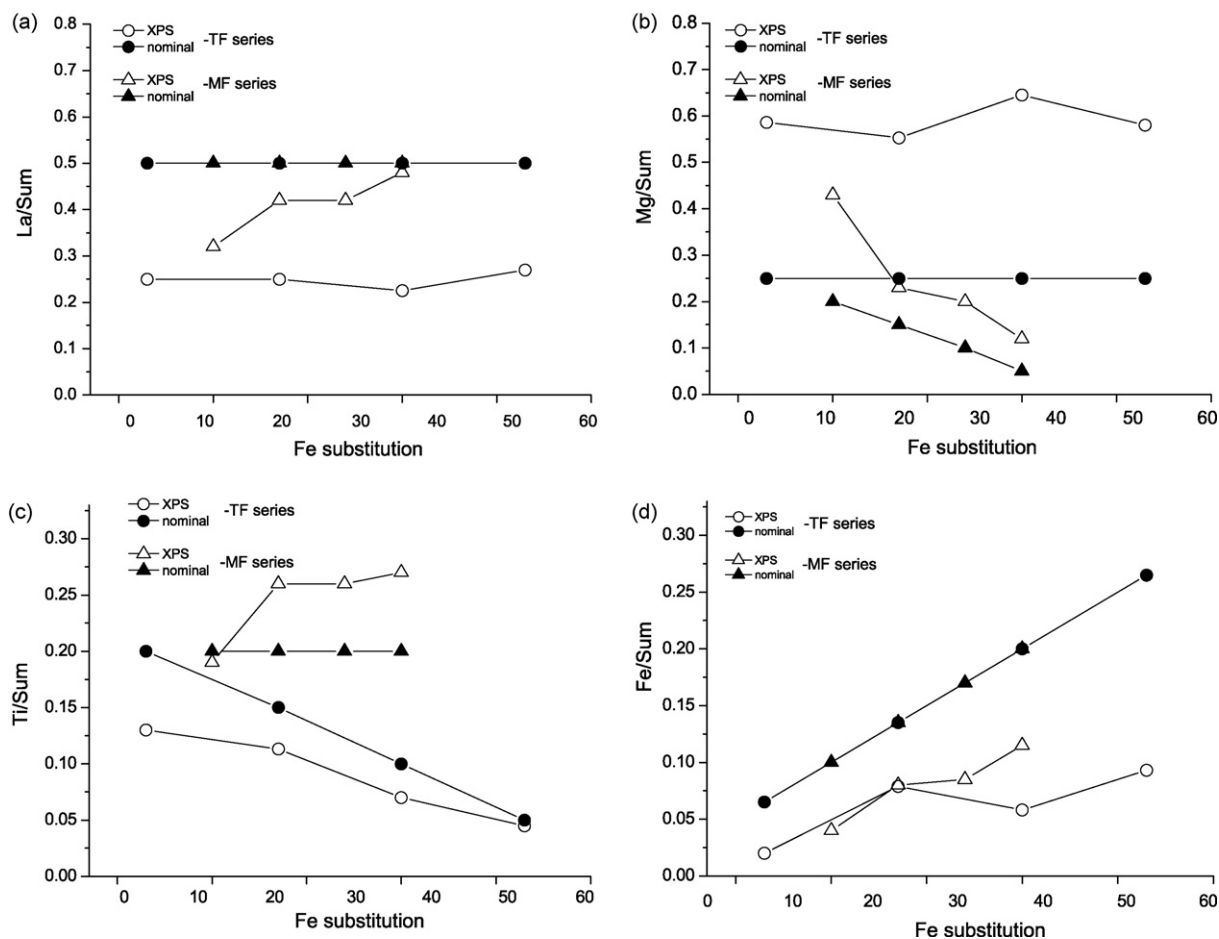 (a)
XPS
nominal
-TF series
XPS
nominal
-MF series
0.8
0.7
0.6
0.5
0.4
0.3
0.2
0.1
0.0
La/Sum
0 10 20 30 40 50 60
Fe substitution
(b)
XPS
nominal
-TF series
XPS
nominal
-MF series
0.8
0.7
0.6
0.5
0.4
0.3
0.2
0.1
0.0
Mg/Sum
0 10 20 30 40 50 60
Fe substitution
(c)
XPS
nominal
-TF series
XPS
nominal
-MF series
0.30
0.25
0.20
0.15
0.10
0.05
0.00
Ti/Sum
0 10 20 30 40 50 60
Fe substitution
(d)
XPS
nominal
-TF series
XPS
nominal
-MF series
0.30
0.25
0.20
0.15
0.10
0.05
0.00
Fe/Sum
0 10 20 30 40 50 60
Fe substitution